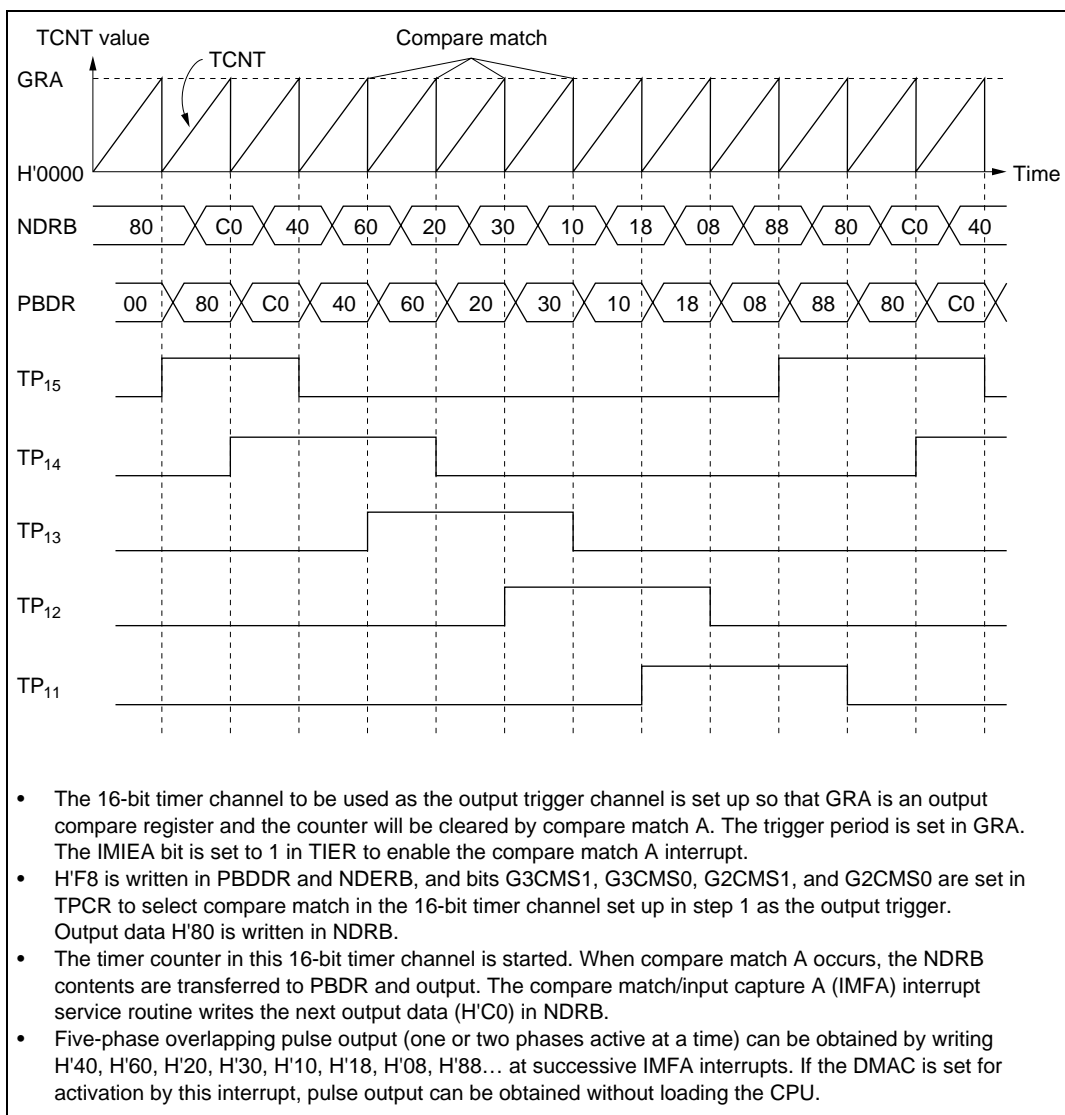 TCNT value
Compare match
TCNT
GRA
H'0000
Time
NDRB 80 C0 40 60 20 30 10 18 08 88 80 C0 40
PBDR 00 80 C0 40 60 20 30 10 18 08 88 80 C0
TP15
TP14
TP13
TP12
TP11
• The 16-bit timer channel to be used as the output trigger channel is set up so that GRA is an output
compare register and the counter will be cleared by compare match A. The trigger period is set in GRA.
The IMIEA bit is set to 1 in TIER to enable the compare match A interrupt.
• H'F8 is written in PBDDR and NDERB, and bits G3CMS1, G3CMS0, G2CMS1, and G2CMS0 are set in
TPCR to select compare match in the 16-bit timer channel set up in step 1 as the output trigger.
Output data H'80 is written in NDRB.
• The timer counter in this 16-bit timer channel is started. When compare match A occurs, the NDRB
contents are transferred to PBDR and output. The compare match/input capture A (IMFA) interrupt
service routine writes the next output data (H'C0) in NDRB.
• Five-phase overlapping pulse output (one or two phases active at a time) can be obtained by writing
H'40, H'60, H'20, H'30, H'10, H'18, H'08, H'88… at successive IMFA interrupts. If the DMAC is set for
activation by this interrupt, pulse output can be obtained without loading the CPU.